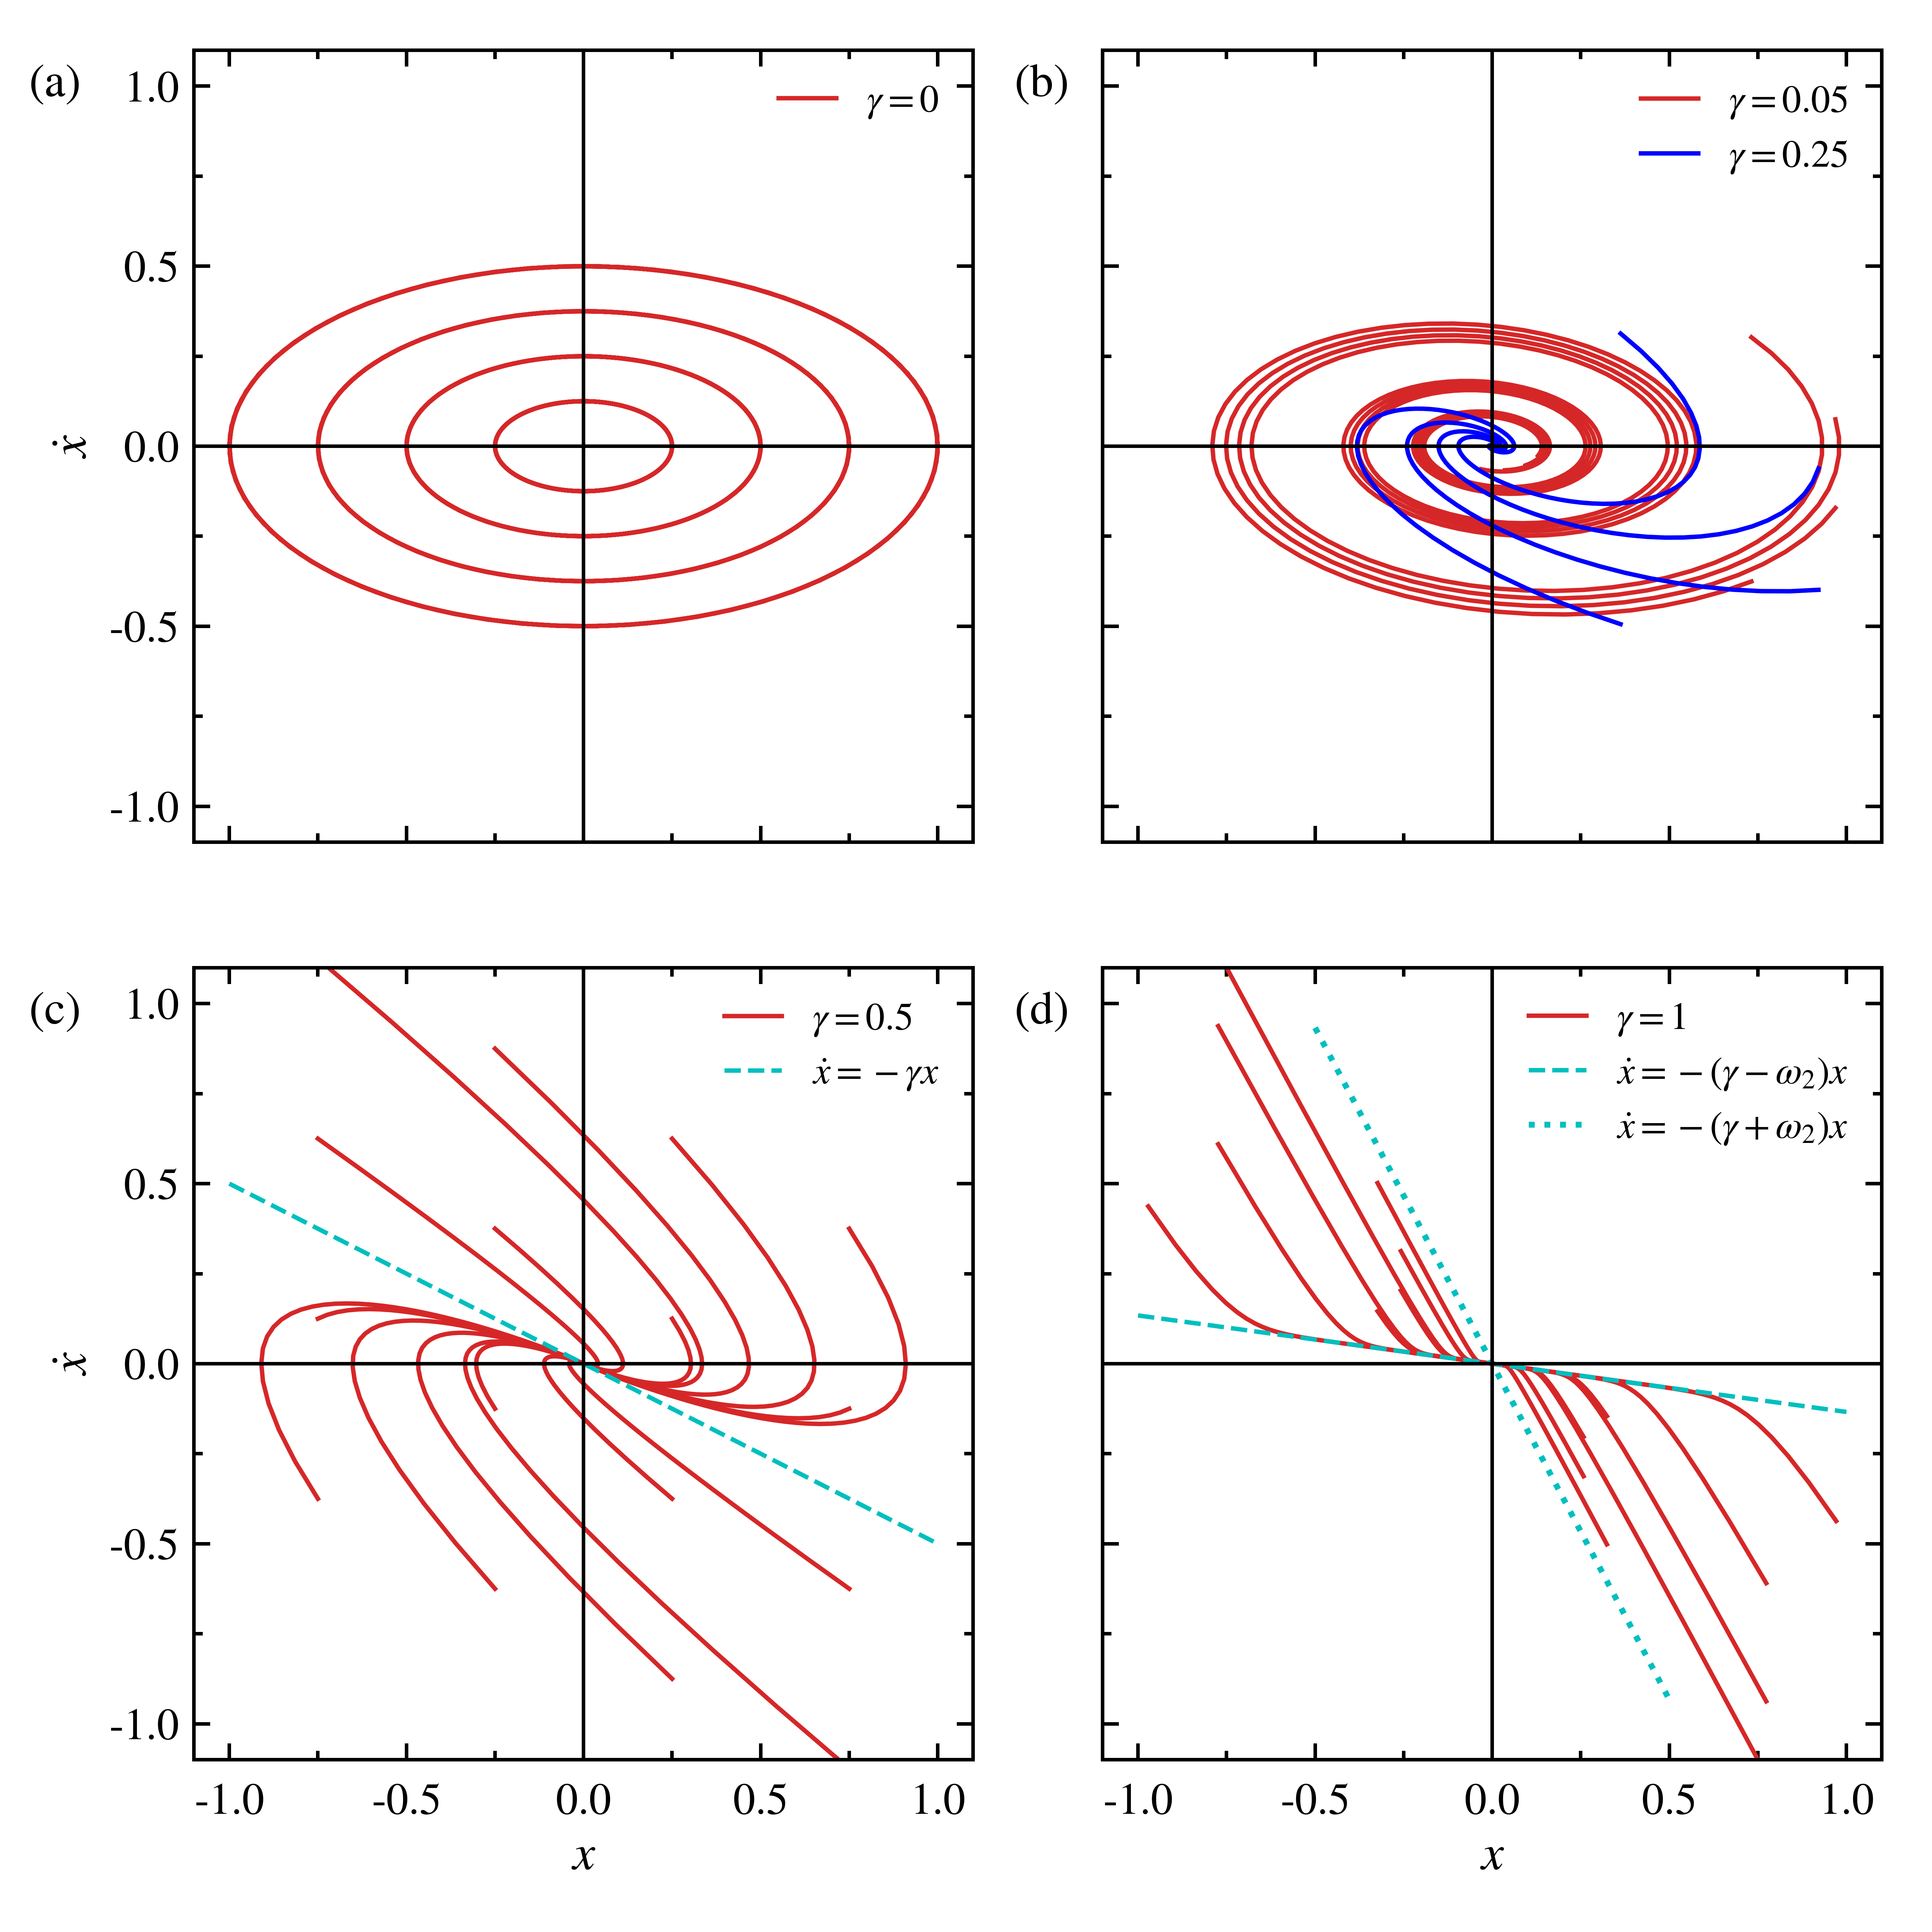 (a)
1.0
0.5
0.0
-0.5
-1.0
ẋ
γ = 0
(b)
γ = 0.05
γ = 0.25
(c)
1.0
0.5
0.0
-0.5
-1.0
ẋ
-1.0 -0.5 0.0 0.5 1.0
x
γ = 0.5
ẋ = −γx
(d)
γ = 1
ẋ = −(γ − ω₂)x
ẋ = −(γ + ω₂)x
-1.0 -0.5 0.0 0.5 1.0
x